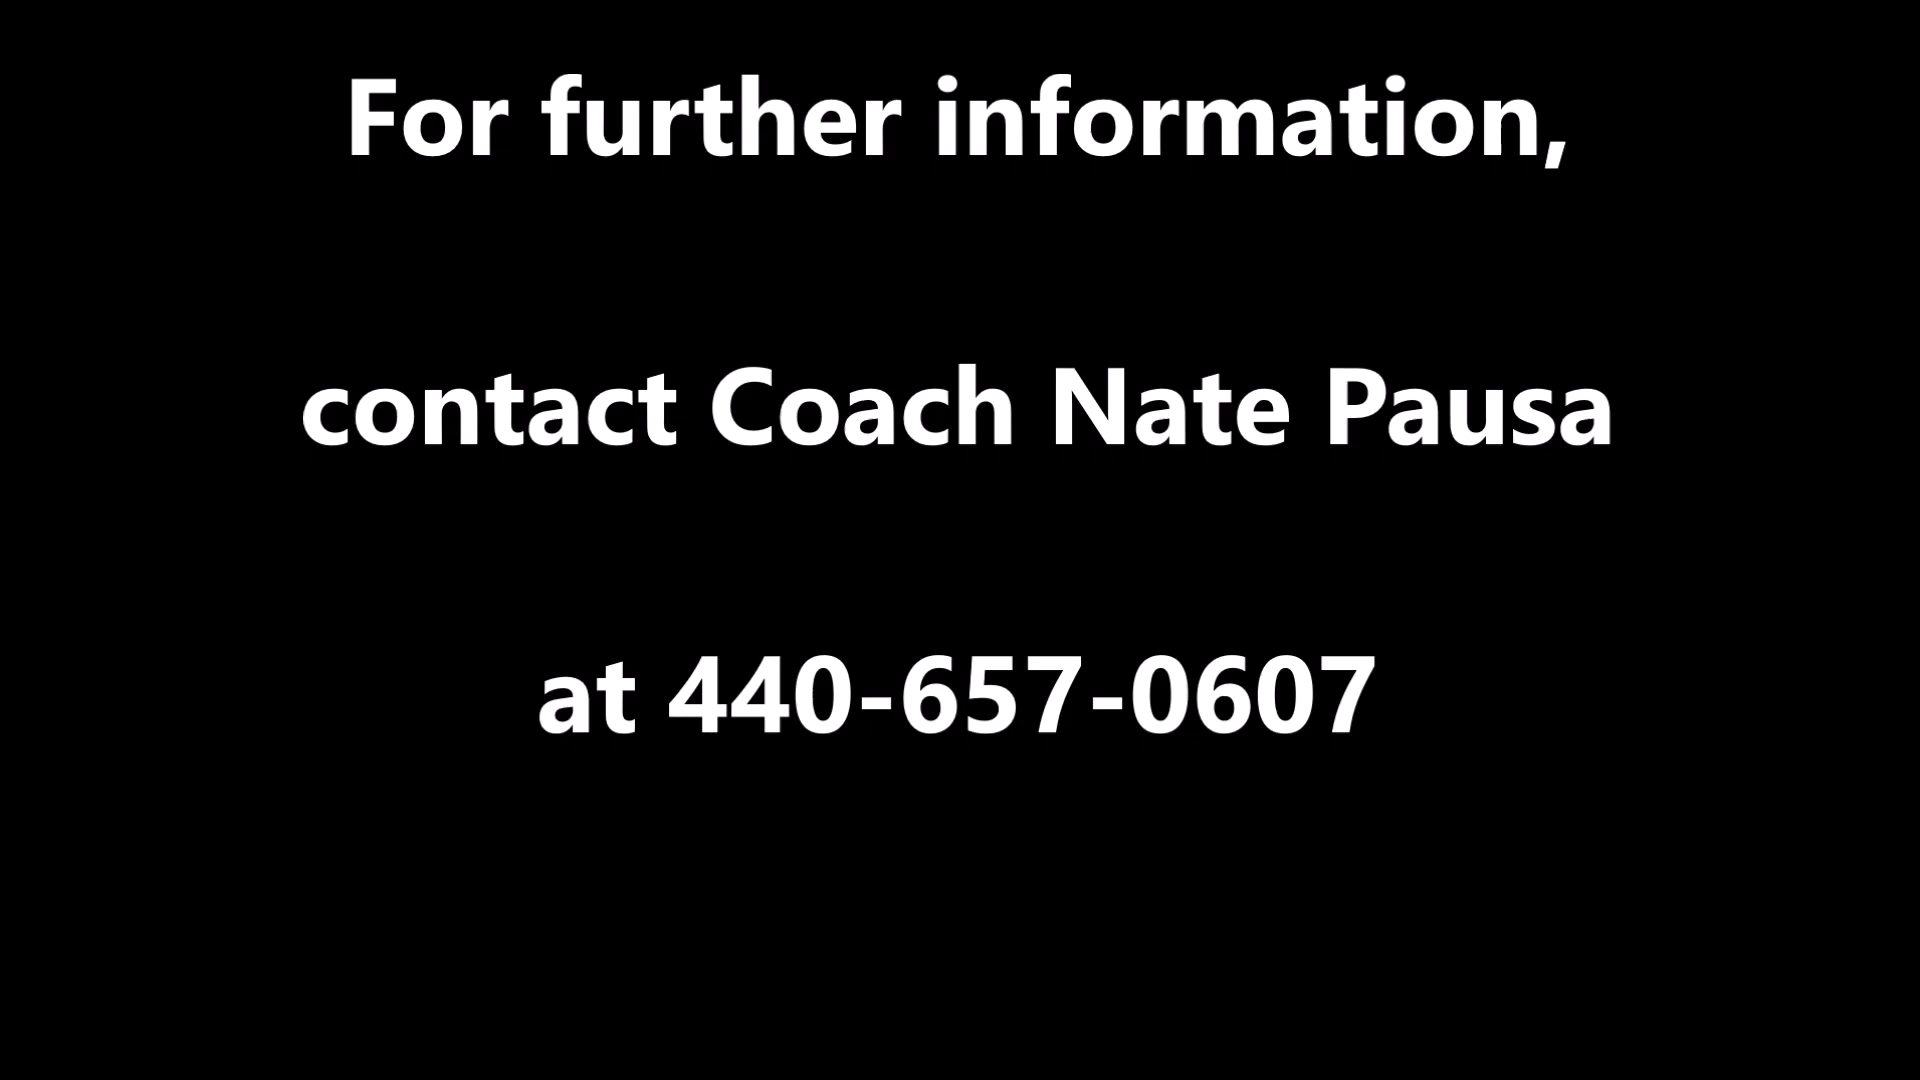 For further information,
contact Coach Nate Pausa
at 440-657-0607